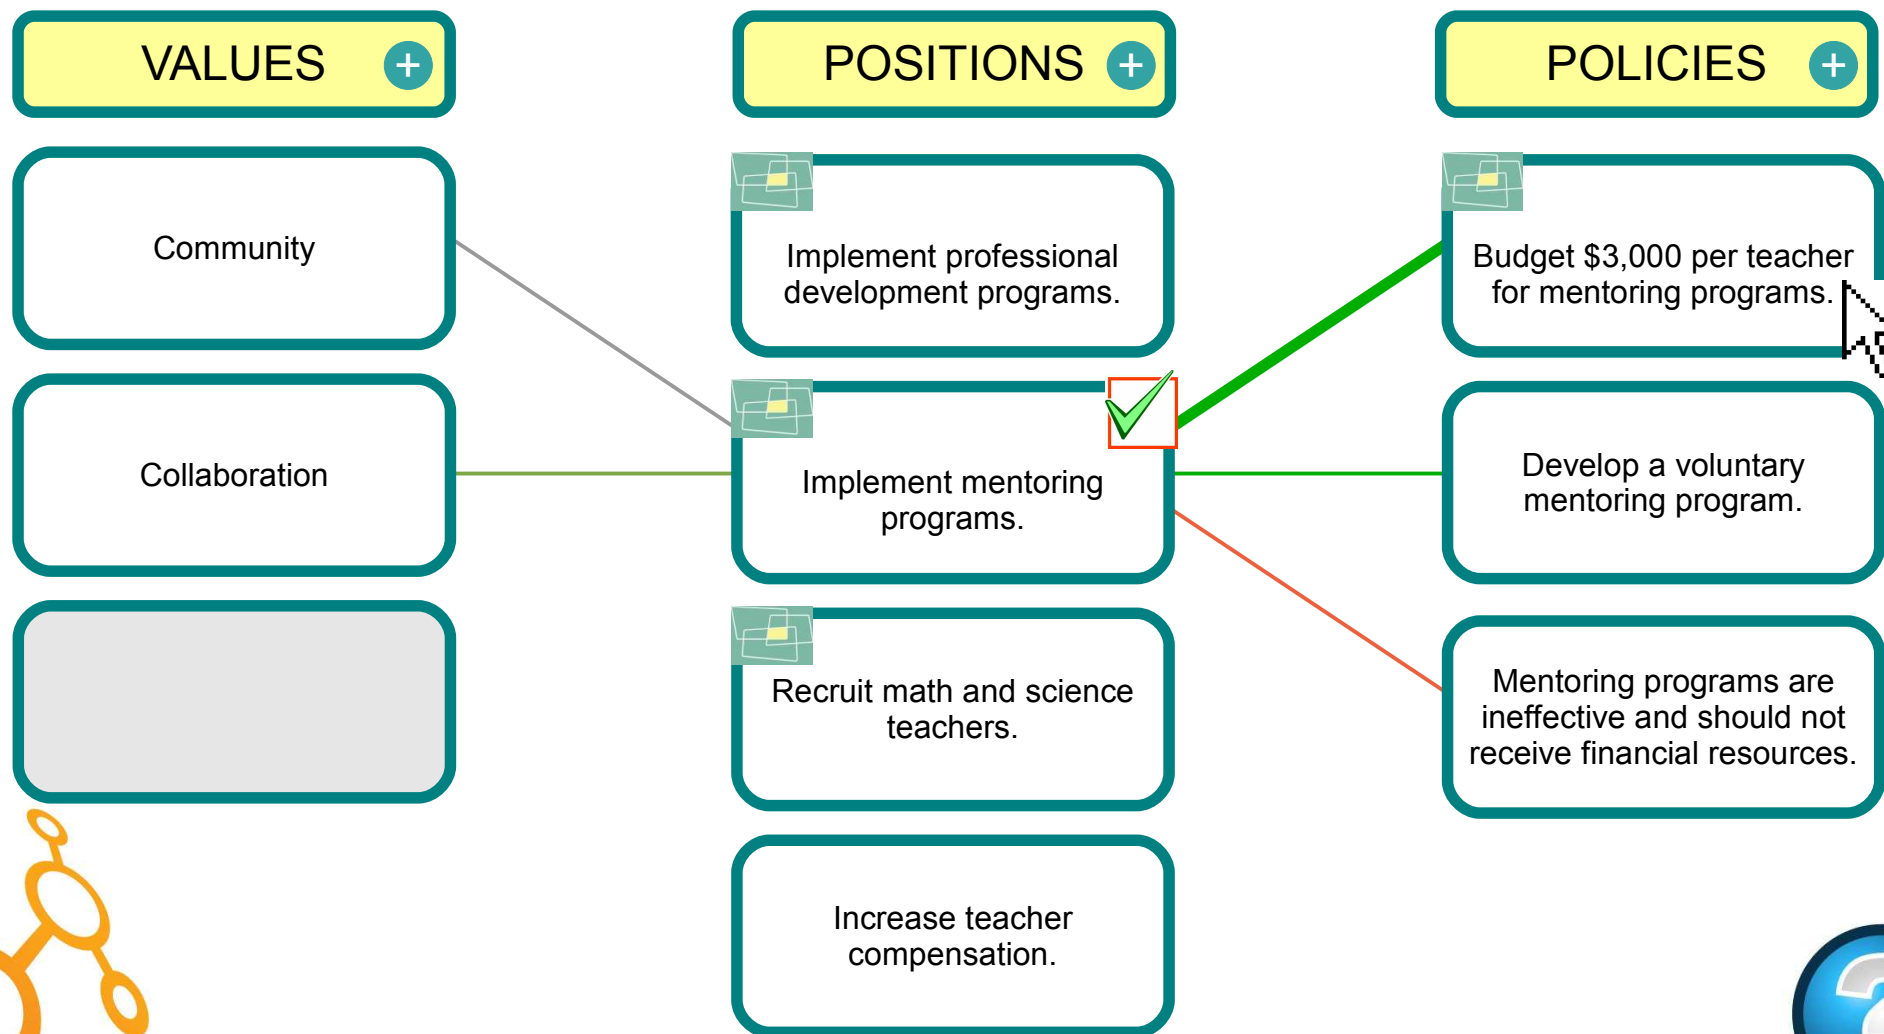 VALUES +
POSITIONS +
POLICIES +
Community
Implement professional
development programs.
Budget $3,000 per teacher
for mentoring programs.
Collaboration
Implement mentoring
programs.
Develop a voluntary
mentoring program.
Recruit math and science
teachers.
Mentoring programs are
ineffective and should not
receive financial resources.
Increase teacher
compensation.
?